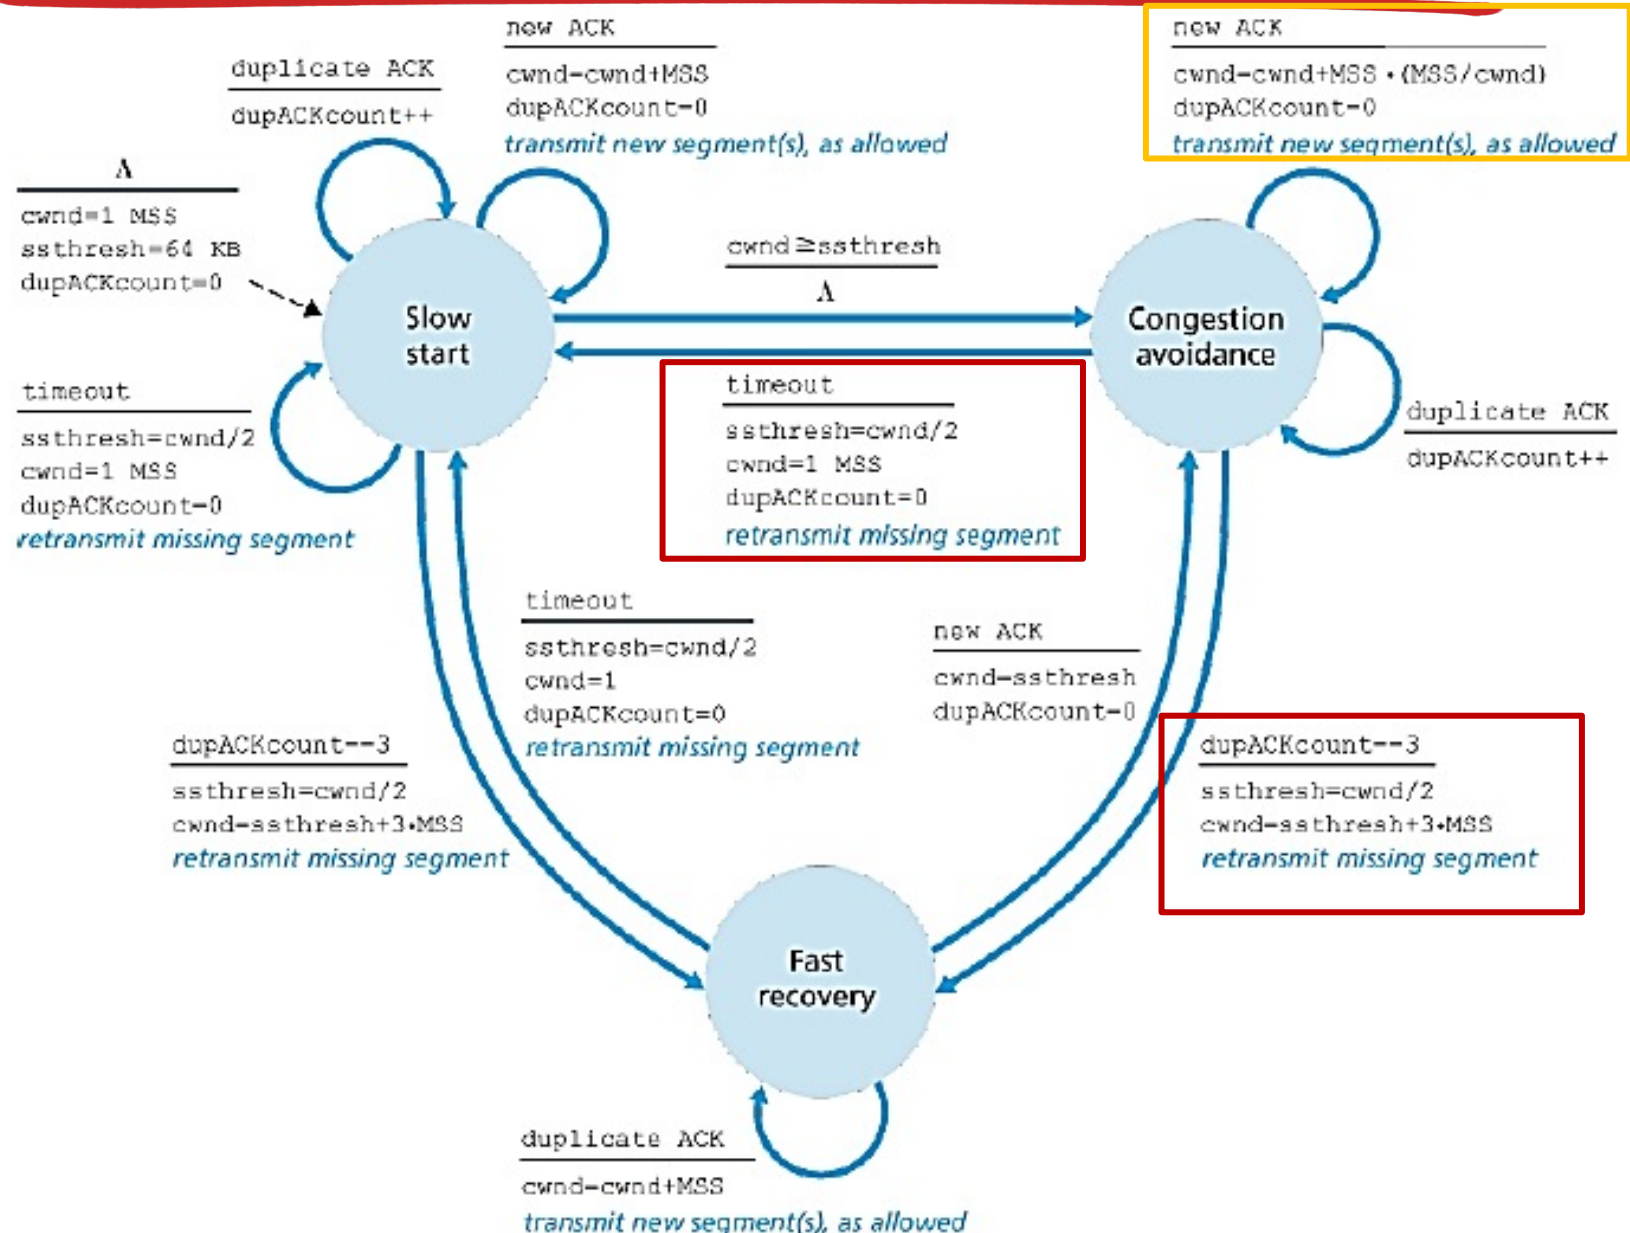 new ACK
cwnd=cwnd+MSS
dupACKcount=0
transmit new segment(s), as allowed
new ACK
cwnd=cwnd+MSS •(MSS/cwnd)
dupACKcount=0
transmit new segment(s), as allowed
duplicate ACK
dupACKcount++
Λ
cwnd=1 MSS
ssthresh=64 KB
dupACKcount=0
cwnd≧ssthresh
Λ
Slow
start
Congestion
avoidance
timeout
ssthresh=cwnd/2
cwnd=1 MSS
dupACKcount=0
retransmit missing segment
timeout
ssthresh=cwnd/2
cwnd=1 MSS
dupACKcount=0
retransmit missing segment
duplicate ACK
dupACKcount++
timeout
ssthresh=cwnd/2
cwnd=1
dupACKcount=0
retransmit missing segment
new ACK
cwnd=ssthresh
dupACKcount=0
dupACKcount==3
ssthresh=cwnd/2
cwnd=ssthresh+3•MSS
retransmit missing segment
dupACKcount==3
ssthresh=cwnd/2
cwnd=ssthresh+3•MSS
retransmit missing segment
Fast
recovery
duplicate ACK
cwnd=cwnd+MSS
transmit new segment(s), as allowed